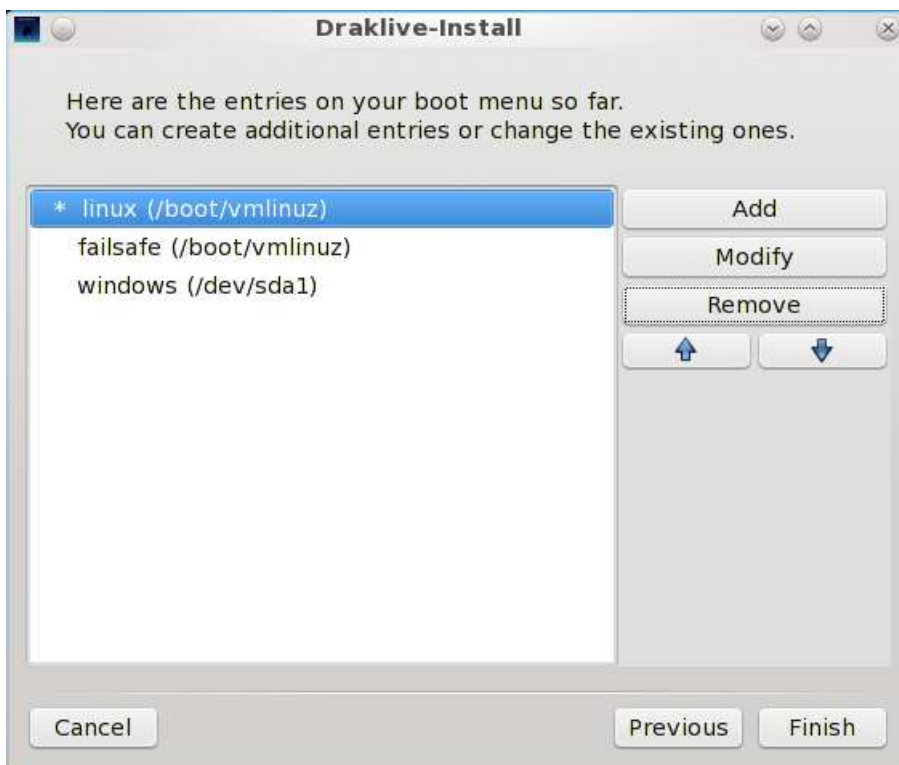 Draklive-Install
Here are the entries on your boot menu so far.
You can create additional entries or change the existing ones.
* linux (/boot/vmlinuz)
failsafe (/boot/vmlinuz)
windows (/dev/sda1)
Add
Modify
Remove
Cancel
Previous
Finish